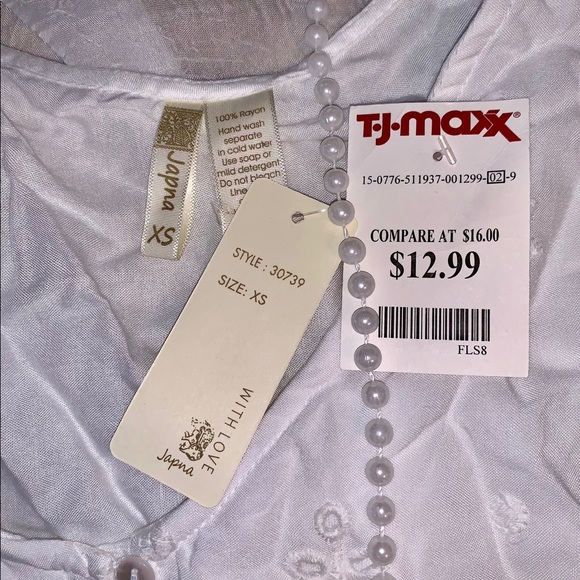 Japna
XS
100% Rayon
Hand wash
separate
in cold water
Use soap or
mild detergent
Do not bleach
Line
STYLE : 30739
SIZE: XS
WITH LOVE
Japna
T·J·maxx®
15-0776-511937-001299-02-9
COMPARE AT $16.00
$12.99
FLS8